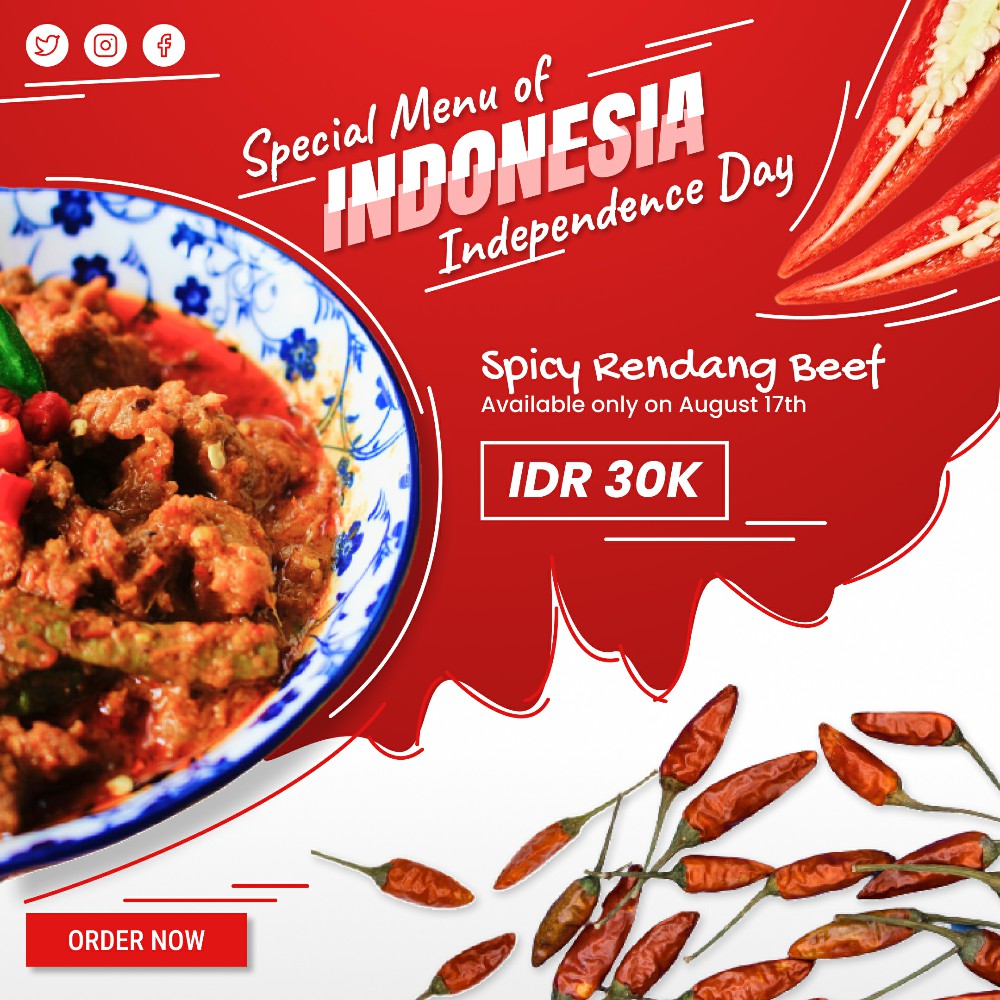 Special Menu of
INDONESIA
Independence Day
Spicy Rendang Beef
Available only on August 17th
IDR 30K
ORDER NOW